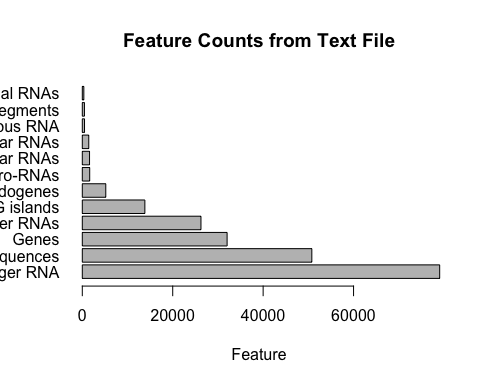 Feature Counts from Text File
al RNAs
egments
ous RNA
ar RNAs
ar RNAs
ro-RNAs
dogenes
G islands
er RNAs
Genes
quences
ger RNA
0 20000 40000 60000
Feature